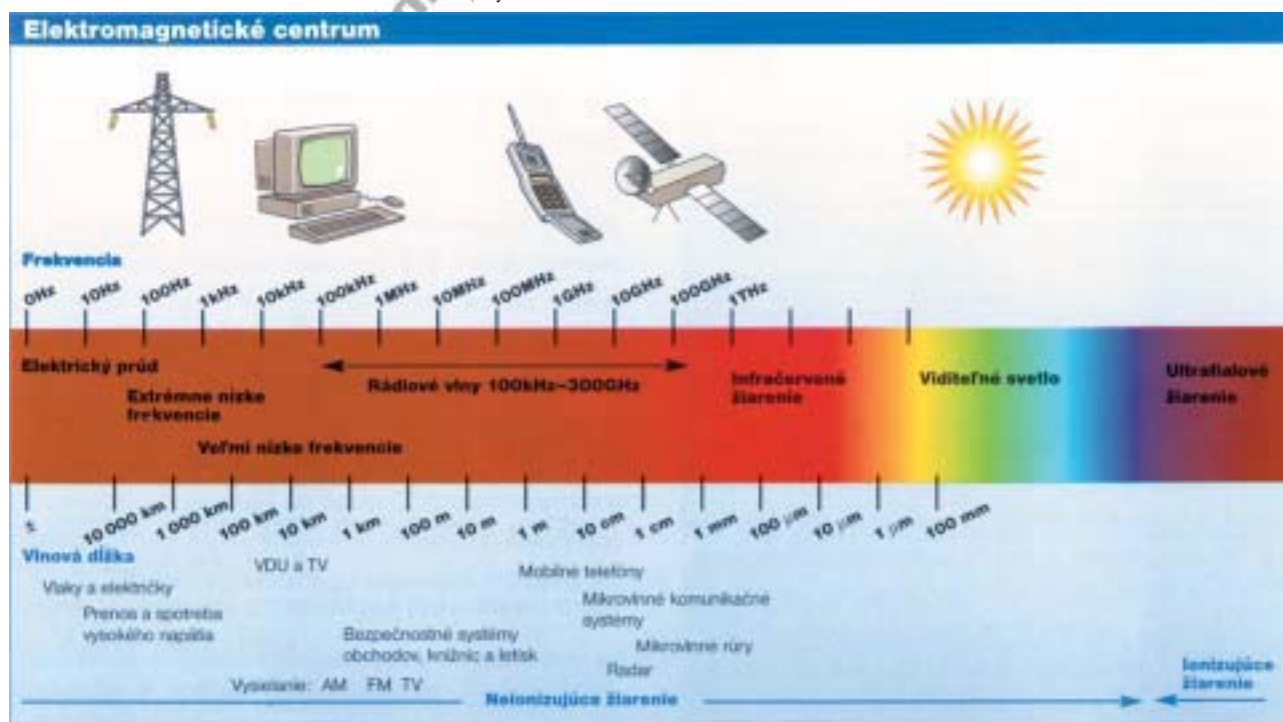 Elektromagnetické centrum
Frekvencia
0Hz 10Hz 100Hz 1kHz 10kHz 100kHz 1MHz 10MHz 100MHz 1GHz 10GHz 100GHz 1THz
Elektrický prúd
Extrémne nízke
frekvencie
Veľmi nízke frekvencie
Rádiové vlny 100kHz–300GHz
Infračervené
žiarenie
Viditeľné svetlo
Ultrafialové
žiarenie
10 000 km 1 000 km 100 km 10 km 1 km 100 m 10 m 1 m 10 cm 1 cm 1 mm 100 μm 10 μm 1 μm 100 mm
Vlnová dĺžka
Vlaky a električky
Prenos a spotreba
vysokého napätia
VDU a TV
Bezpečnostné systémy
obchodov, knižnic a letísk
Vysielanie: AM FM TV
Mobilné telefóny
Mikrovlnné komunikačné
systémy
Mikrovlnné rúry
Radar
Neionizujúce žiarenie
Ionizujúce
žiarenie